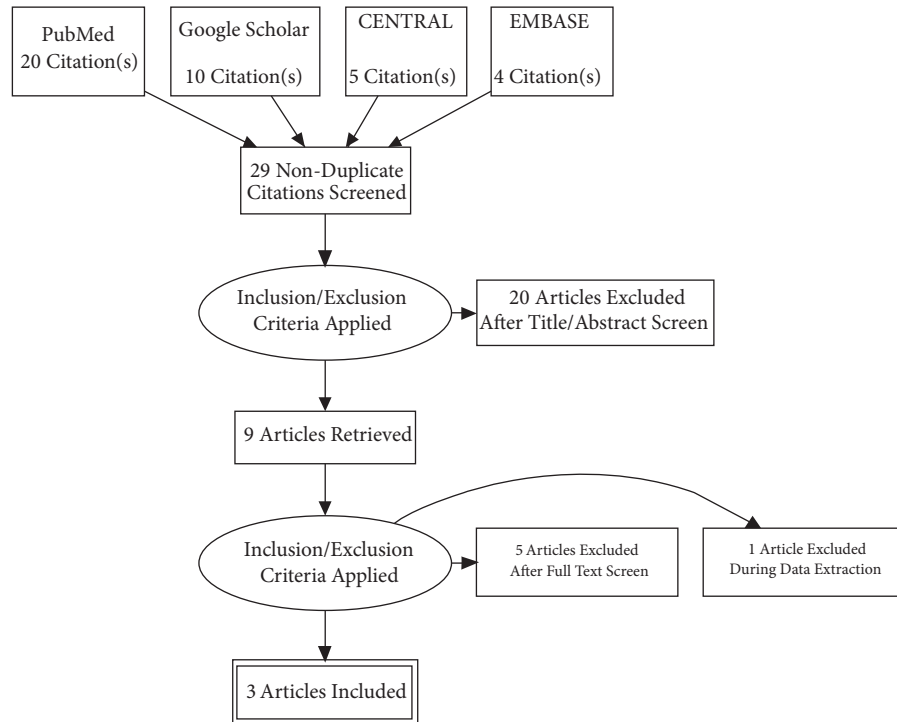 PubMed
20 Citation(s)
Google Scholar
10 Citation(s)
CENTRAL
5 Citation(s)
EMBASE
4 Citation(s)
29 Non-Duplicate
Citations Screened
Inclusion/Exclusion
Criteria Applied
20 Articles Excluded
After Title/Abstract Screen
9 Articles Retrieved
Inclusion/Exclusion
Criteria Applied
5 Articles Excluded
After Full Text Screen
1 Article Excluded
During Data Extraction
3 Articles Included